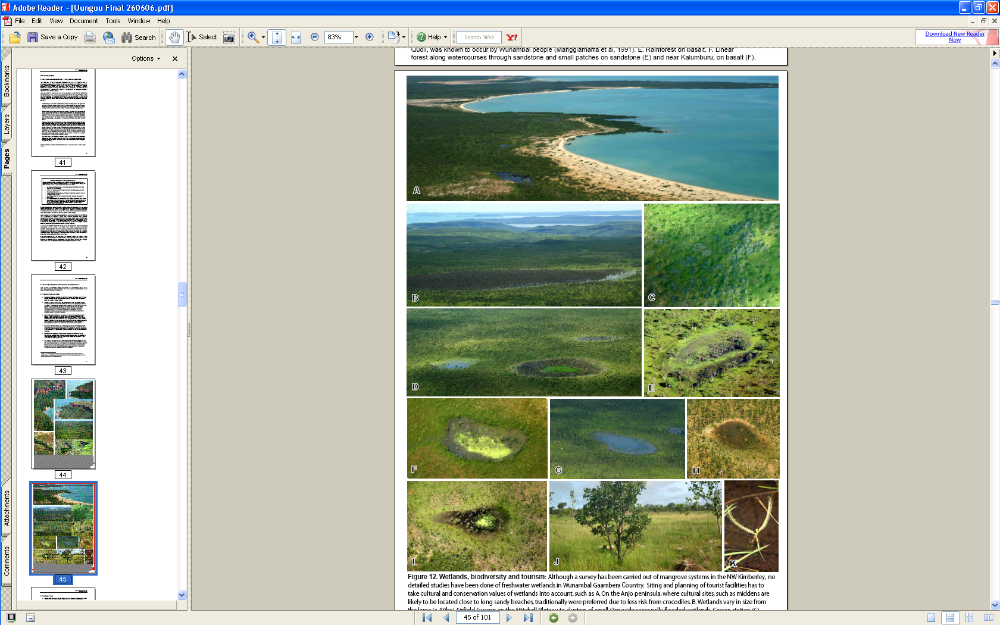 Adobe Reader - [Uunguu Final 260606.pdf]
File Edit View Document Tools Window Help
Save a Copy Search Select 83% Help Search Web Y! Download New Reader Now
Options
Bookmarks
Layers
Pages
Attachments
Comments
41
42
43
44
45
Quoll, was known to occur by Wunambal people (Mangglamarra et al, 1991). E. Rainforest on basalt. F. Linear
forest along watercourses through sandstone and small patches on sandstone (E) and near Kalumburu, on basalt (F).
A
B
C
D
E
F
G
H
I
J
K
Figure 12. Wetlands, biodiversity and tourism: Although a survey has been carried out of mangrove systems in the NW Kimberley, no
detailed studies have been done of freshwater wetlands in Wunambal Gaambera Country. Siting and planning of tourist facilities has to
take cultural and conservation values of wetlands into account, such as A. On the Anjo peninsula, where cultural sites, such as middens are
likely to be located close to long sandy beaches, traditionally were preferred due to less risk from crocodiles. B. Wetlands vary in size from
the large (c. 80ha) Airfield Swamp on the Mitchell Plateau to clusters of small (3m wide seasonally flooded wetlands, Carson station (C)
45 of 101